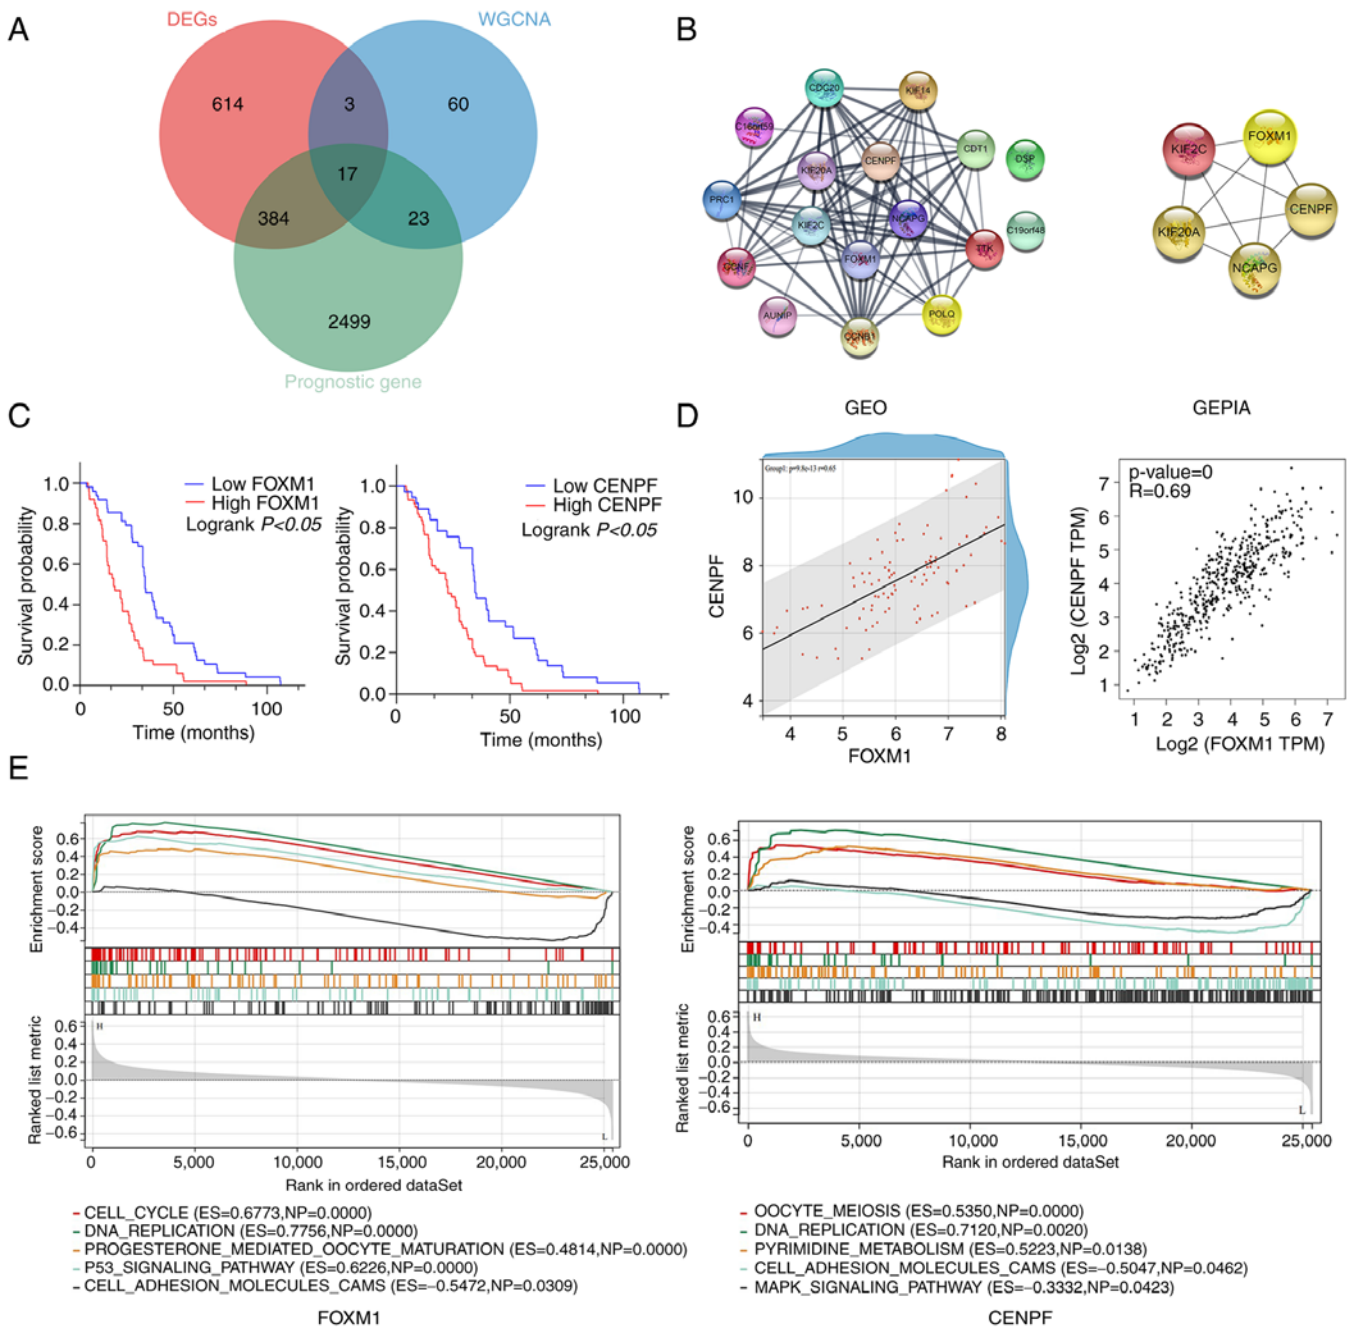 A
DEGs
WGCNA
614
3
60
17
384
23
2499
Prognostic gene
B
CDC20
KIF14
C16orf59
CDT1
DSP
KIF20A
CENPF
PRC1
NCAPG
KIF2C
C19orf48
TTK
FOXM1
CCNF
AUNIP
POLQ
CCNB1
KIF2C
FOXM1
CENPF
KIF20A
NCAPG
C
Survival probability
1.0
0.8
0.6
0.4
0.2
0.0
Low FOXM1
High FOXM1
Logrank P<0.05
0
50
100
Time (months)
Survival probability
1.0
0.8
0.6
0.4
0.2
0.0
Low CENPF
High CENPF
Logrank P<0.05
0
50
100
Time (months)
D
GEO
Group1: p=9.8e-13 r=0.65
CENPF
10
8
6
4
4 5 6 7 8
FOXM1
GEPIA
p-value=0
R=0.69
Log2 (CENPF TPM)
7
6
5
4
3
2
1
1 2 3 4 5 6 7
Log2 (FOXM1 TPM)
E
Enrichment score
0.6
0.4
0.2
0.0
−0.2
−0.4
Ranked list metric
0.6
0.4
0.2
0.0
−0.2
−0.4
−0.6
H
L
0 5,000 10,000 15,000 20,000 25,000
Rank in ordered dataSet
CELL_CYCLE (ES=0.6773,NP=0.0000)
DNA_REPLICATION (ES=0.7756,NP=0.0000)
PROGESTERONE_MEDIATED_OOCYTE_MATURATION (ES=0.4814,NP=0.0000)
P53_SIGNALING_PATHWAY (ES=0.6226,NP=0.0000)
CELL_ADHESION_MOLECULES_CAMS (ES=−0.5472,NP=0.0309)
FOXM1
Enrichment score
0.6
0.4
0.2
0.0
−0.2
−0.4
Ranked list metric
0.6
0.4
0.2
0.0
−0.2
−0.4
−0.6
H
L
0 5,000 10,000 15,000 20,000 25,000
Rank in ordered dataSet
OOCYTE_MEIOSIS (ES=0.5350,NP=0.0000)
DNA_REPLICATION (ES=0.7120,NP=0.0020)
PYRIMIDINE_METABOLISM (ES=0.5223,NP=0.0138)
CELL_ADHESION_MOLECULES_CAMS (ES=−0.5047,NP=0.0462)
MAPK_SIGNALING_PATHWAY (ES=−0.3332,NP=0.0423)
CENPF